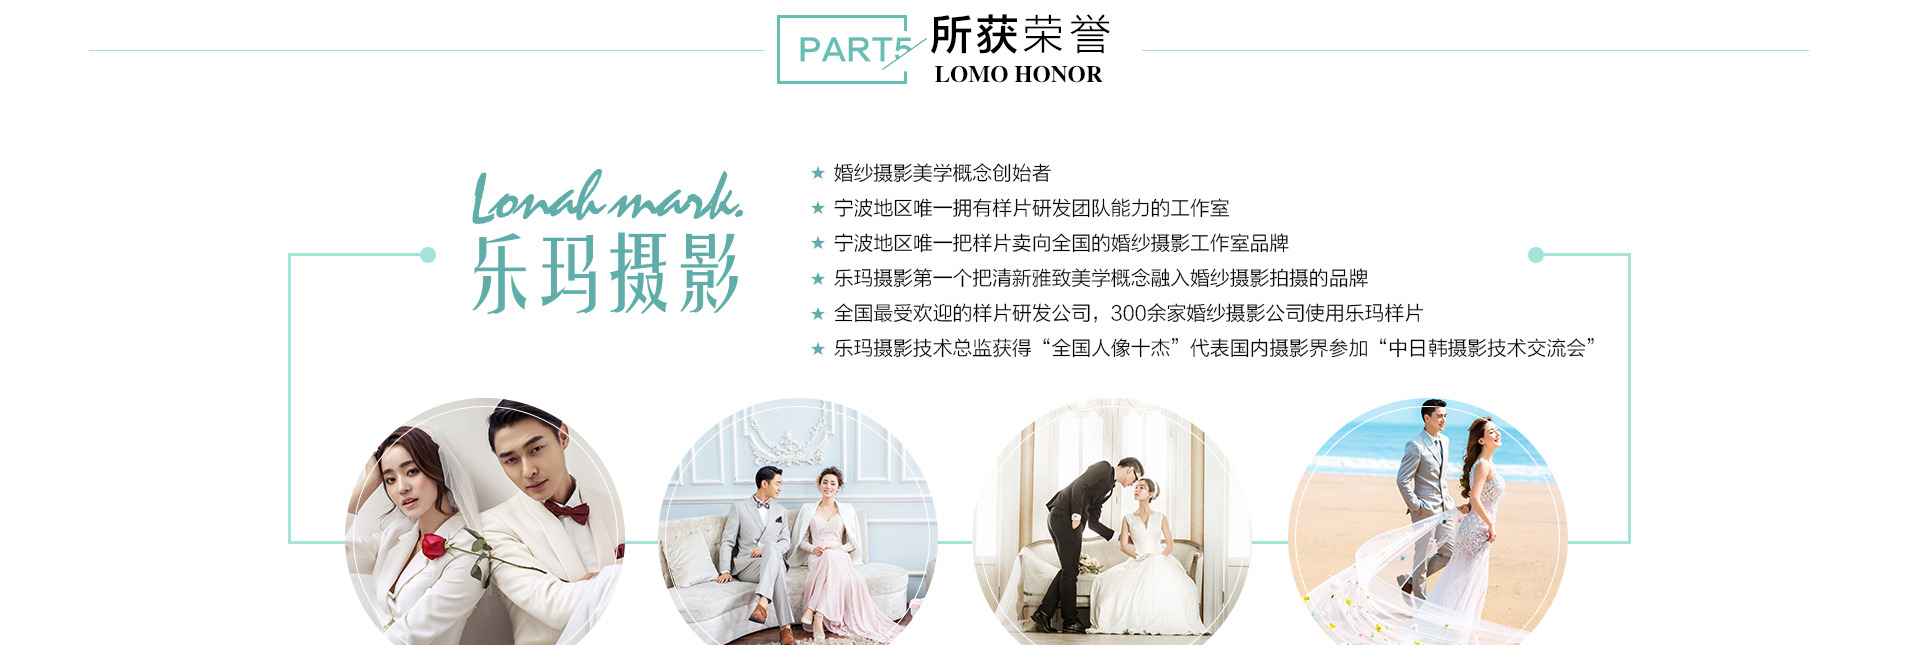 PART5
所获荣誉
LOMO HONOR
Lonah mark.
乐玛摄影
★ 婚纱摄影美学概念创始者
★ 宁波地区唯一拥有样片研发团队能力的工作室
★ 宁波地区唯一把样片卖向全国的婚纱摄影工作室品牌
★ 乐玛摄影第一个把清新雅致美学概念融入婚纱摄影拍摄的品牌
★ 全国最受欢迎的样片研发公司，300余家婚纱摄影公司使用乐玛样片
★ 乐玛摄影技术总监获得“全国人像十杰”代表国内摄影界参加“中日韩摄影技术交流会”